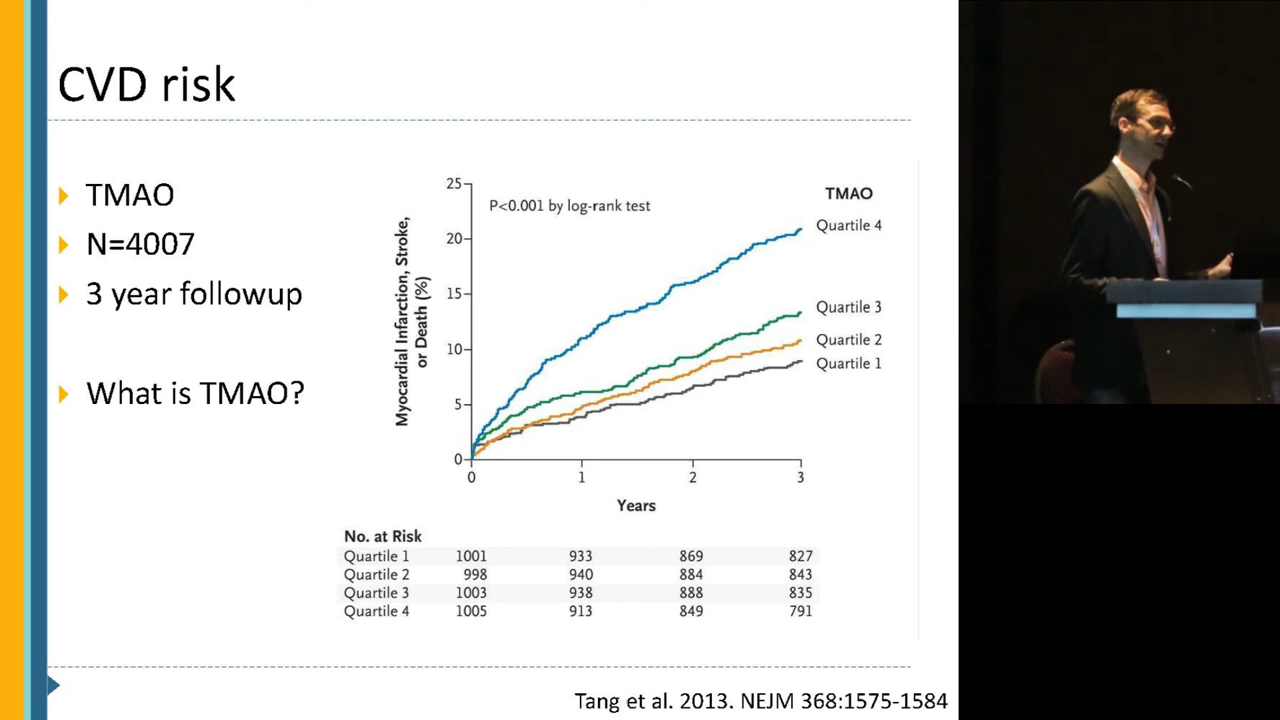 CVD risk
TMAO
N=4007
3 year followup
What is TMAO?
Myocardial Infarction, Stroke,
or Death (%)
25
20
15
10
5
0
P<0.001 by log-rank test
TMAO
Quartile 4
Quartile 3
Quartile 2
Quartile 1
0 1 2 3
Years
No. at Risk
Quartile 1 1001 933 869 827
Quartile 2 998 940 884 843
Quartile 3 1003 938 888 835
Quartile 4 1005 913 849 791
Tang et al. 2013. NEJM 368:1575-1584